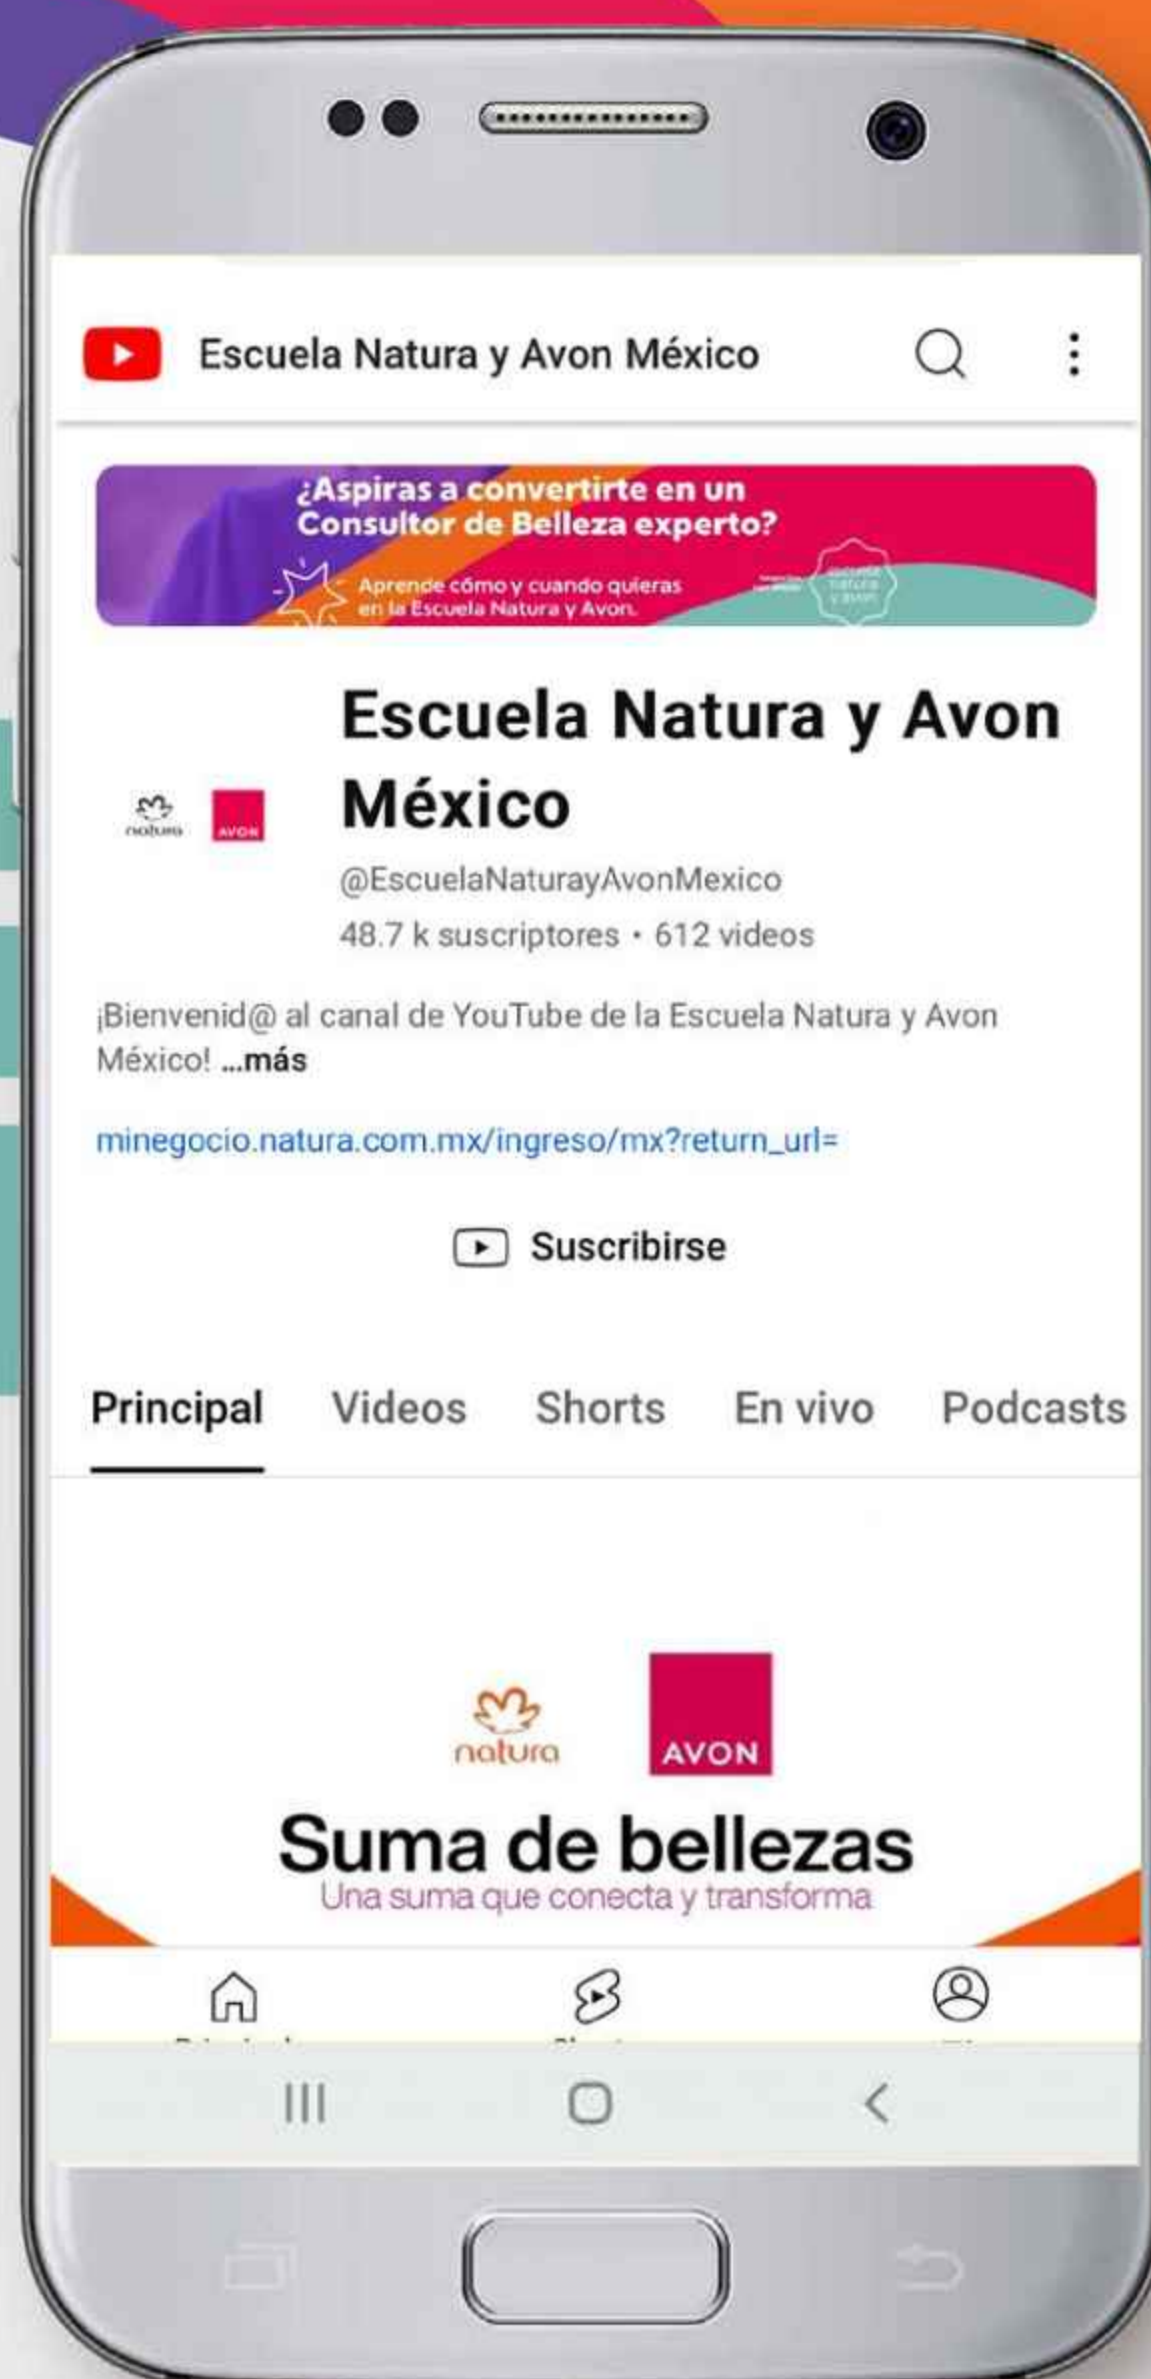 Escuela Natura y Avon México
¿Aspiras a convertirte en un
Consultor de Belleza experto?
Aprende cómo y cuando quieras
en la Escuela Natura y Avon.
escuela
natura
y avon
Escuela Natura y Avon
México
natura
AVON
@EscuelaNaturayAvonMexico
48.7 k suscriptores • 612 videos
¡Bienvenid@ al canal de YouTube de la Escuela Natura y Avon
México! ...más
minegocio.natura.com.mx/ingreso/mx?return_url=
Suscribirse
Principal Videos Shorts En vivo Podcasts
natura
AVON
Suma de bellezas
Una suma que conecta y transforma